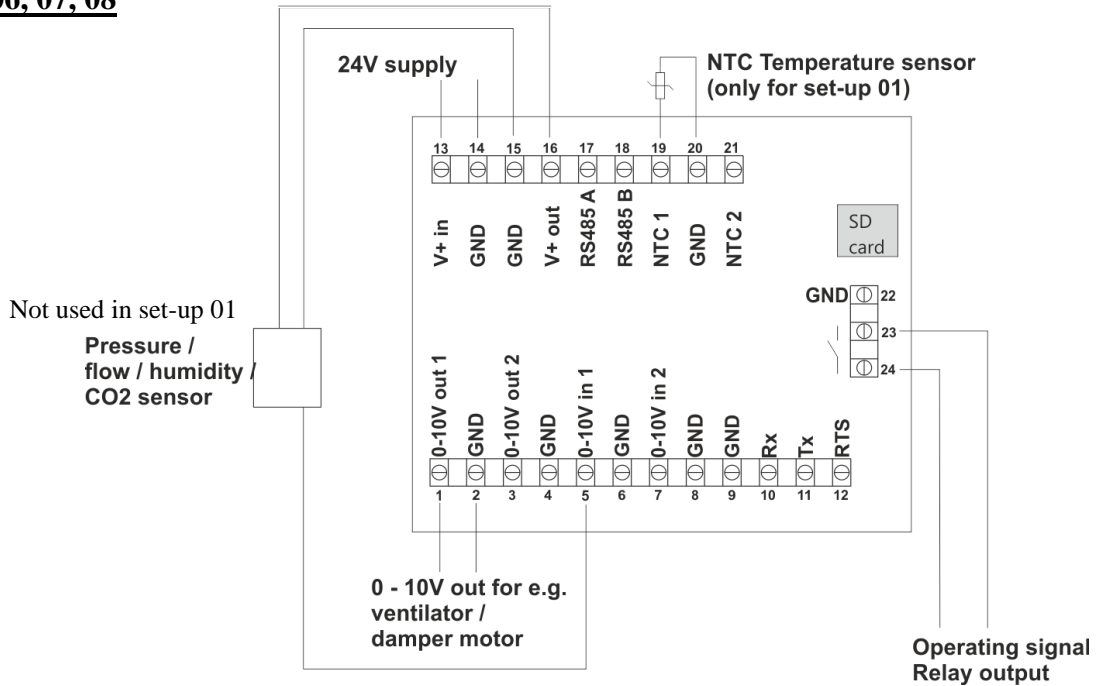 06, 07, 08
24V supply
NTC Temperature sensor
(only for set-up 01)
13 14 15 16 17 18 19 20 21
V+ in
GND
GND
V+ out
RS485 A
RS485 B
NTC 1
GND
NTC 2
SD
card
GND 22
23
24
Not used in set-up 01
Pressure /
flow / humidity /
CO2 sensor
0-10V out 1
GND
0-10V out 2
GND
0-10V in 1
GND
0-10V in 2
GND
GND
Rx
Tx
RTS
1 2 3 4 5 6 7 8 9 10 11 12
0 - 10V out for e.g.
ventilator /
damper motor
Operating signal
Relay output